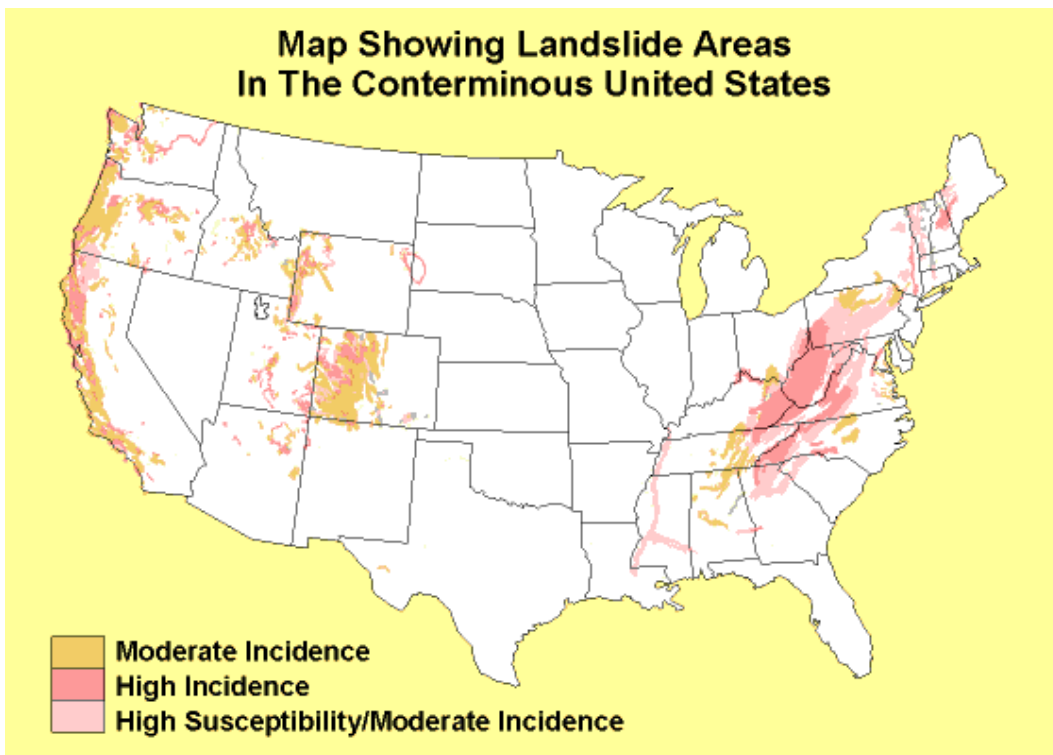 Map Showing Landslide Areas
In The Conterminous United States
Moderate Incidence
High Incidence
High Susceptibility/Moderate Incidence